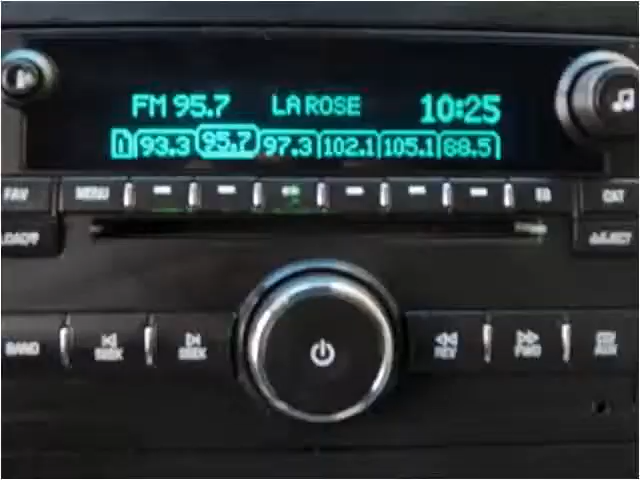 FM 95.7 LA ROSE 10:25
1 93.3 95.7 97.3 102.1 105.1 88.5
FAV MENU EQ CAT
LOAD EJECT
BAND SEEK SEEK REV FWD AUX